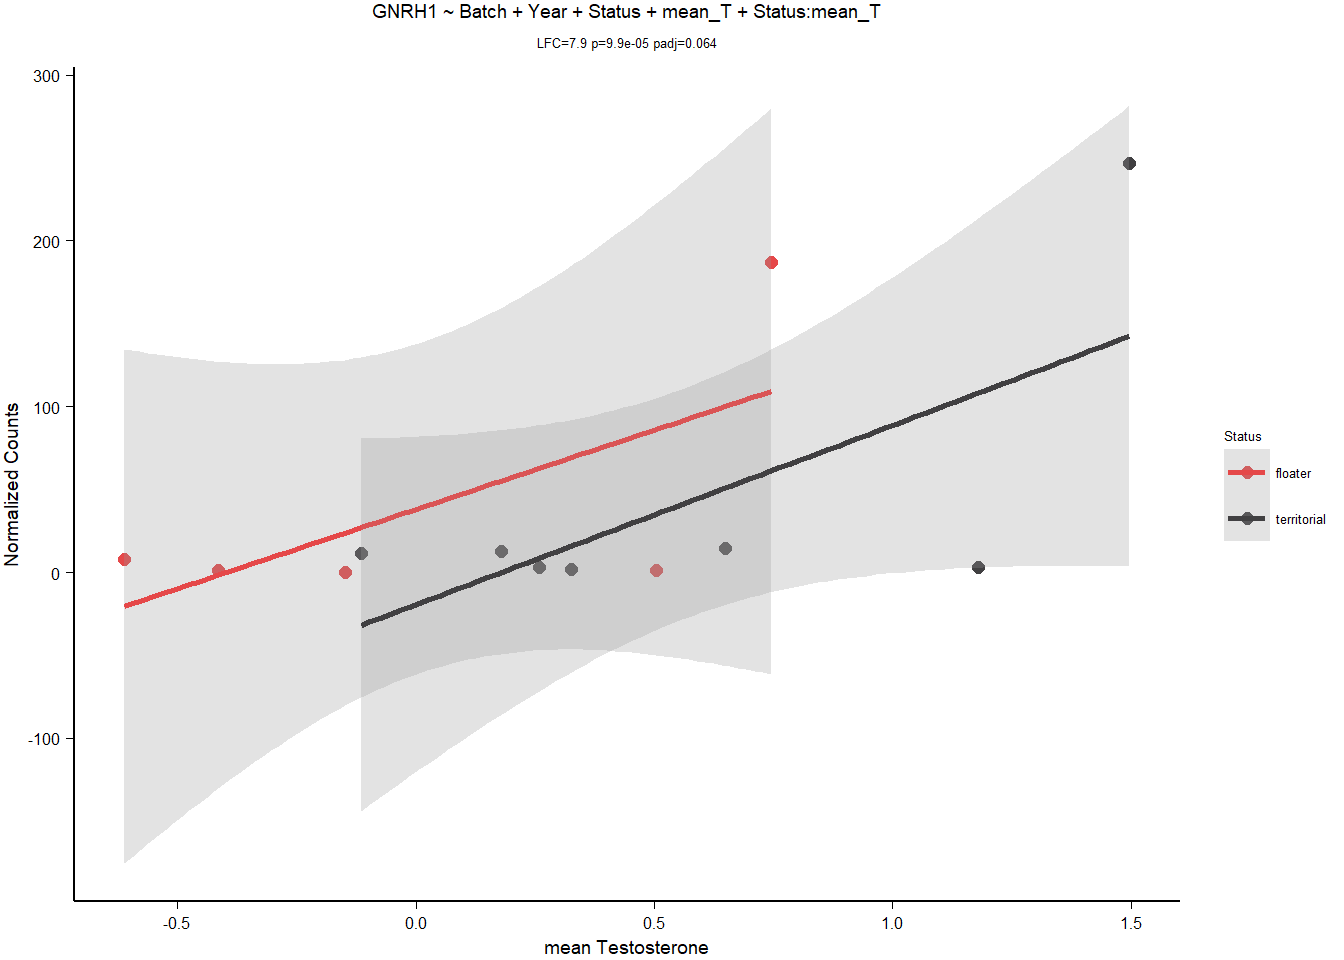 GNRH1 ~ Batch + Year + Status + mean_T + Status:mean_T
LFC=7.9 p=9.9e-05 padj=0.064
300
200
100
0
-100
Normalized Counts
-0.5
0.0
0.5
1.0
1.5
mean Testosterone
Status
floater
territorial